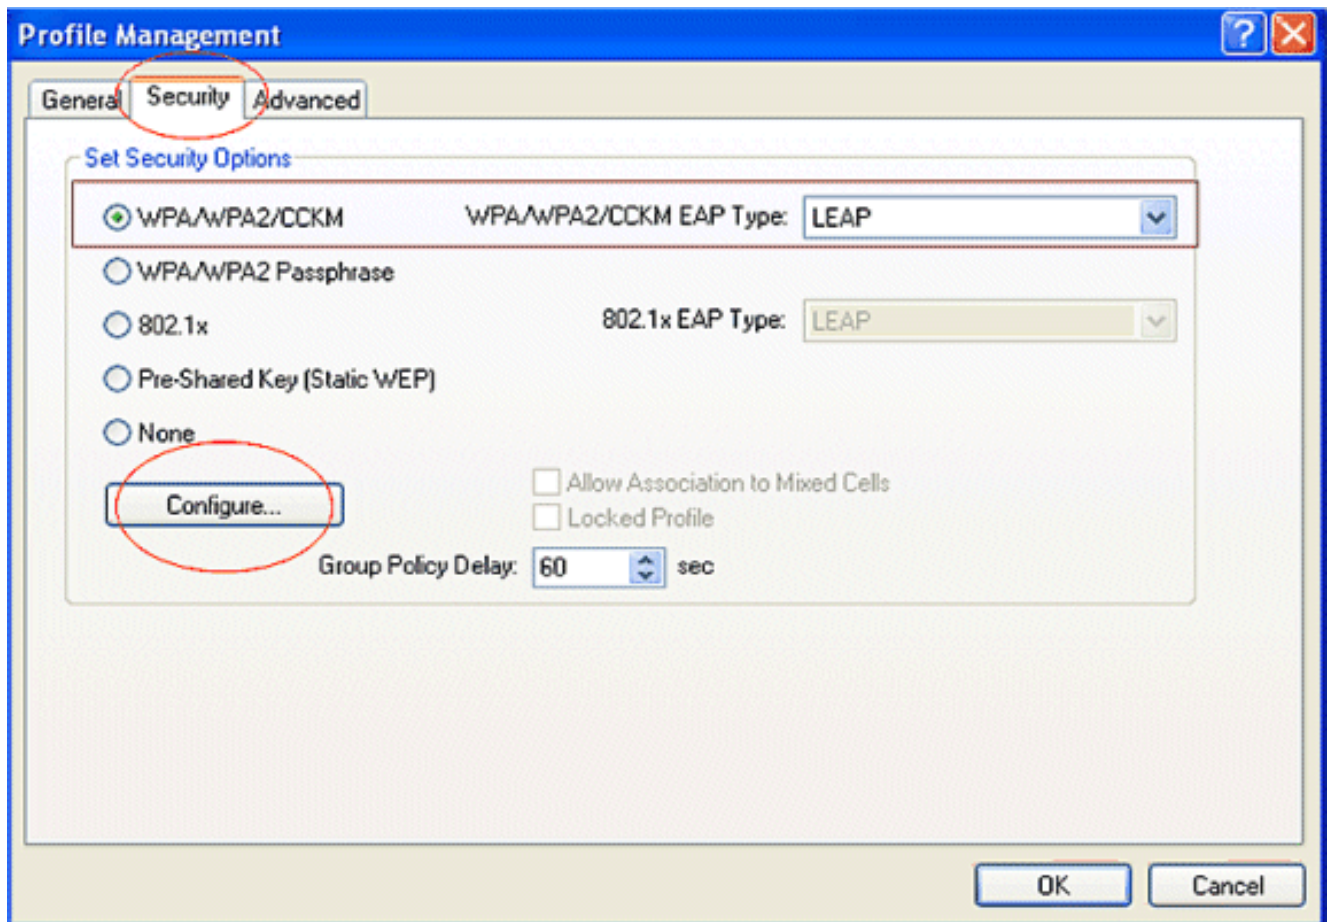 Profile Management
General Security Advanced
Set Security Options
WPA/WPA2/CCKM WPA/WPA2/CCKM EAP Type: LEAP
WPA/WPA2 Passphrase
802.1x 802.1x EAP Type: LEAP
Pre-Shared Key (Static WEP)
None
Configure... Allow Association to Mixed Cells
Locked Profile
Group Policy Delay: 60 sec
OK Cancel